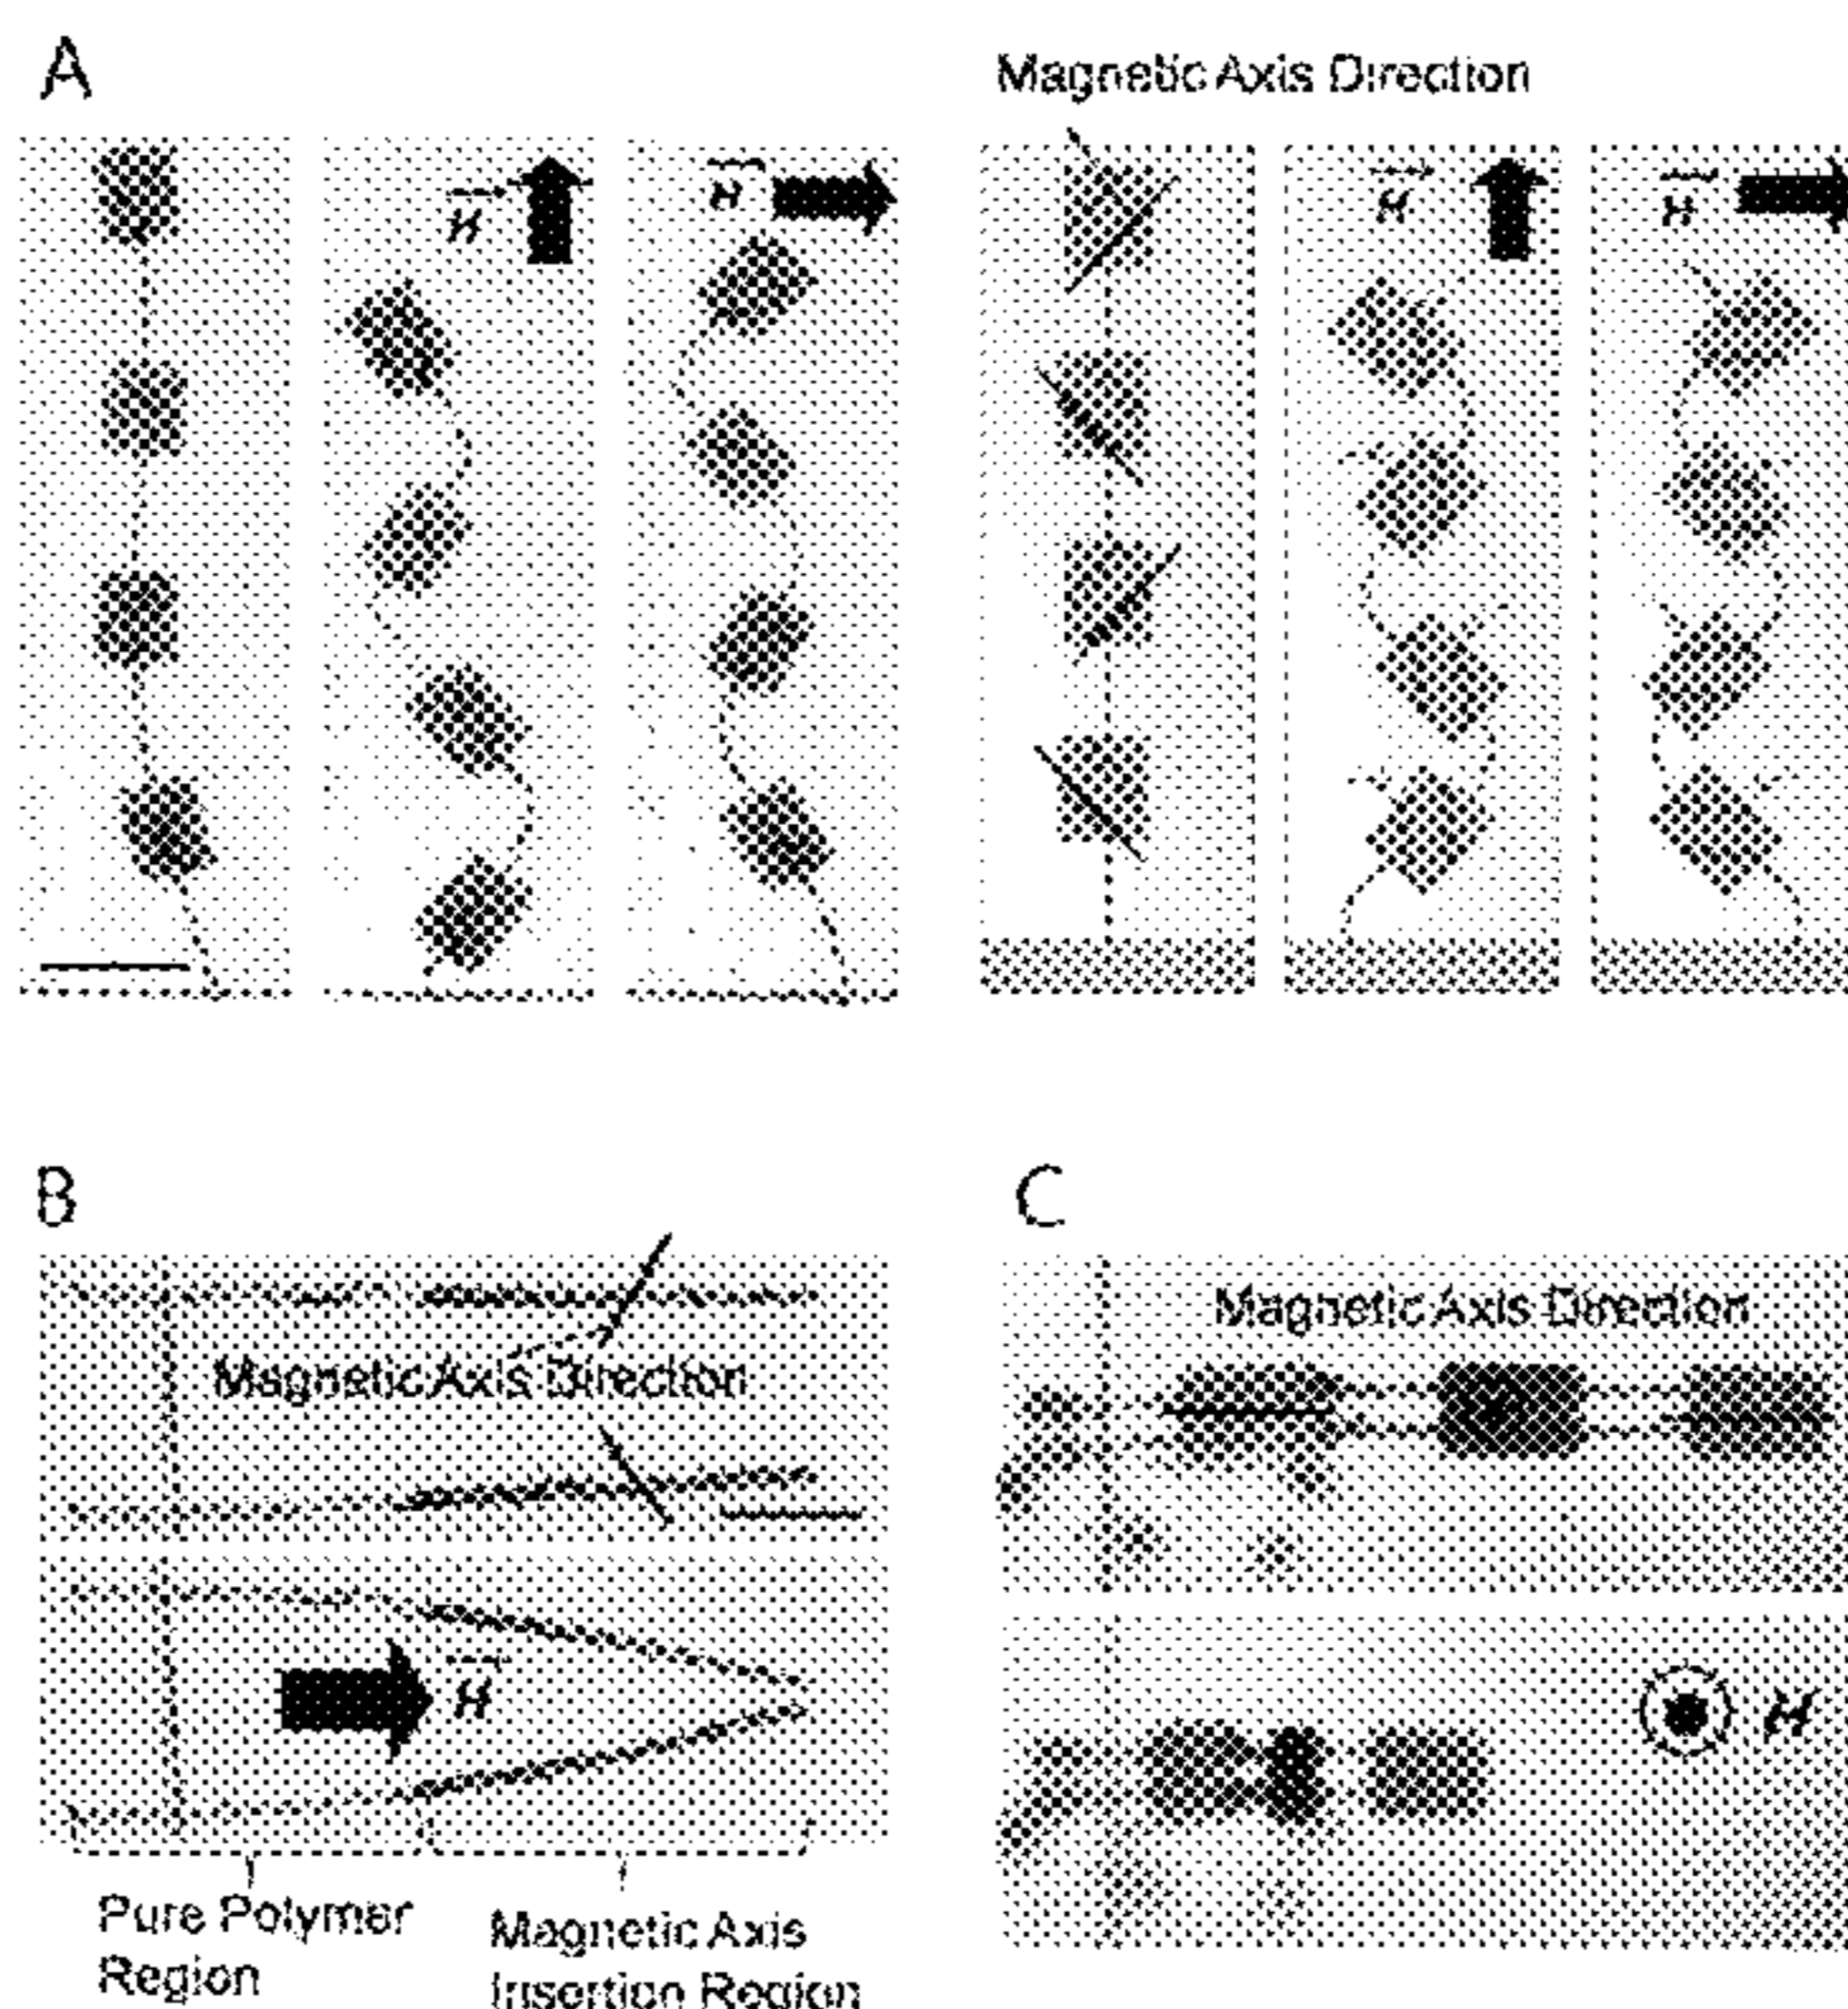 A
Magnetic Axis Direction
H
H
H
H
B
C
Magnetic Axis Direction
Magnetic Axis Direction
H
H
Pure Polymer
Region
Magnetic Axis
Insertion Region